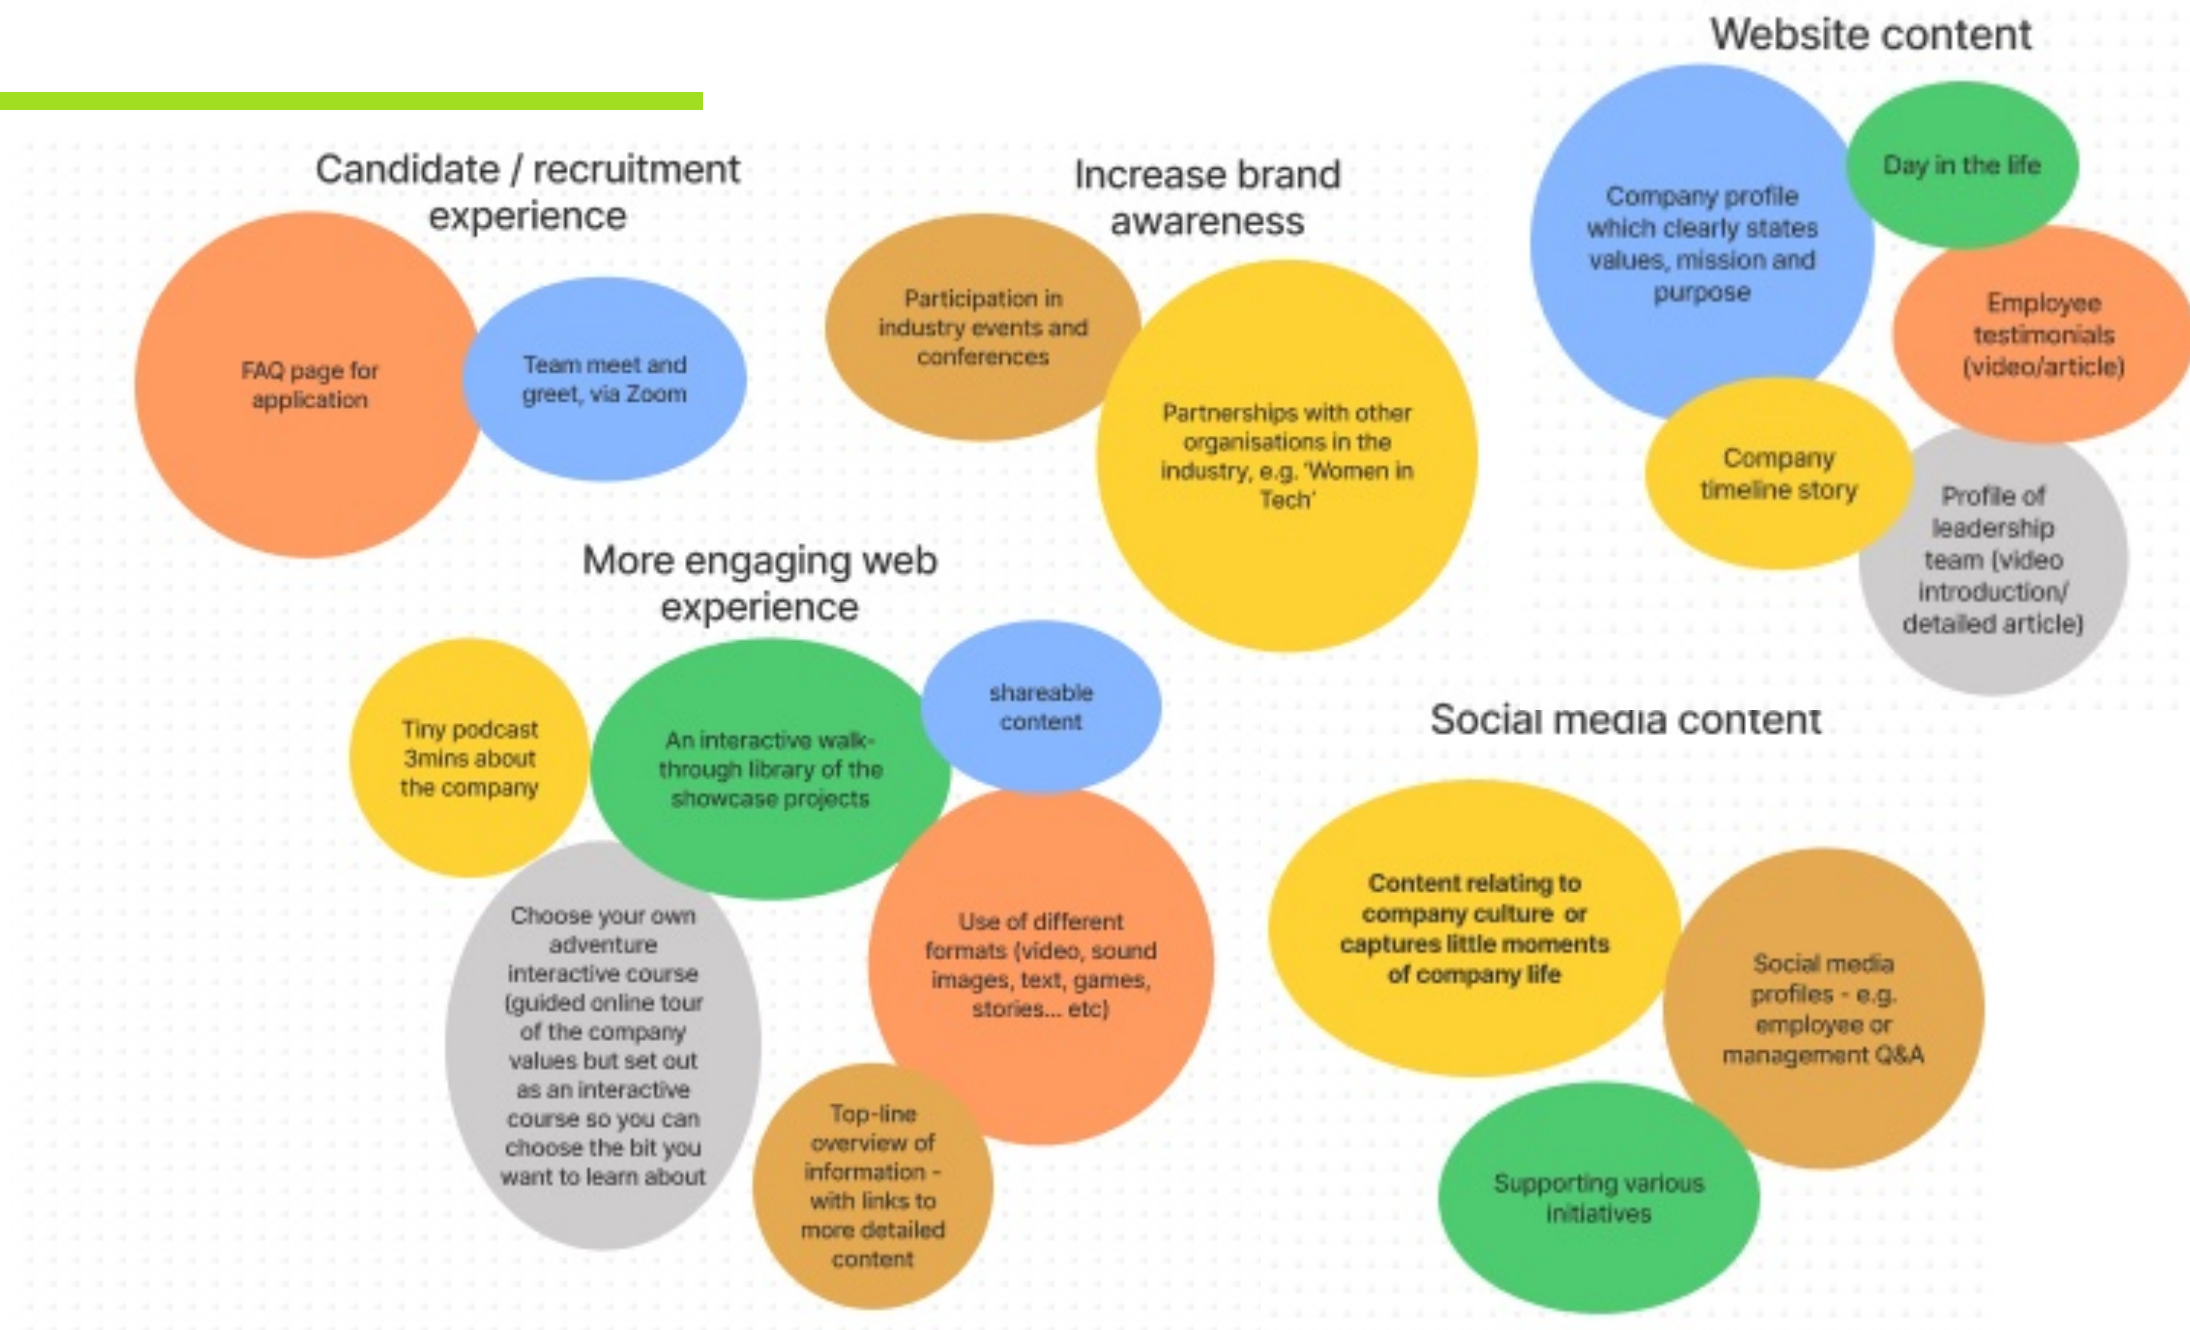 Candidate / recruitment
experience
FAQ page for
application
Team meet and
greet, via Zoom
Increase brand
awareness
Participation in
industry events and
conferences
Partnerships with other
organisations in the
industry, e.g. 'Women in
Tech'
Website content
Company profile
which clearly states
values, mission and
purpose
Day in the life
Employee
testimonials
(video/article)
Company
timeline story
Profile of
leadership
team (video
introduction/
detailed article)
More engaging web
experience
Tiny podcast
3mins about
the company
An interactive walk-
through library of the
showcase projects
shareable
content
Choose your own
adventure
interactive course
(guided online tour
of the company
values but set out
as an interactive
course so you can
choose the bit you
want to learn about
Use of different
formats (video, sound
images, text, games,
stories... etc)
Top-line
overview of
information -
with links to
more detailed
content
Social media content
Content relating to
company culture or
captures little moments
of company life
Social media
profiles - e.g.
employee or
management Q&A
Supporting various
initiatives